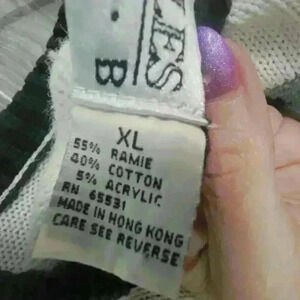 XL
55% RAMIE
40% COTTON
5% ACRYLIC
RN 65531
MADE IN HONG KONG
CARE SEE REVERSE